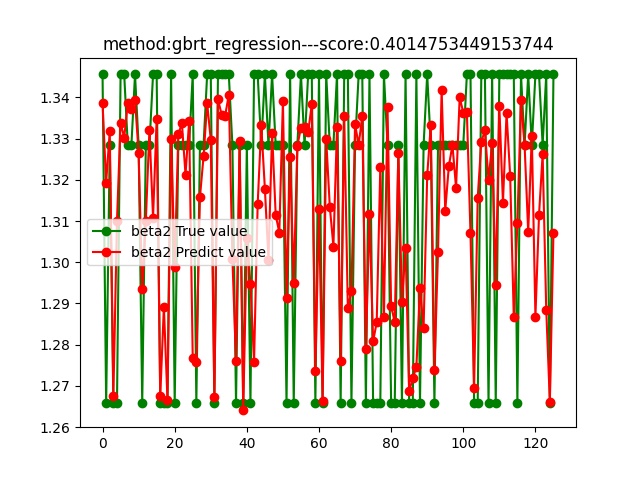 method:gbrt_regression---score:0.4014753449153744
1.34
1.33
1.32
1.31
1.30
1.29
1.28
1.27
1.26
beta2 True value
beta2 Predict value
0 20 40 60 80 100 120